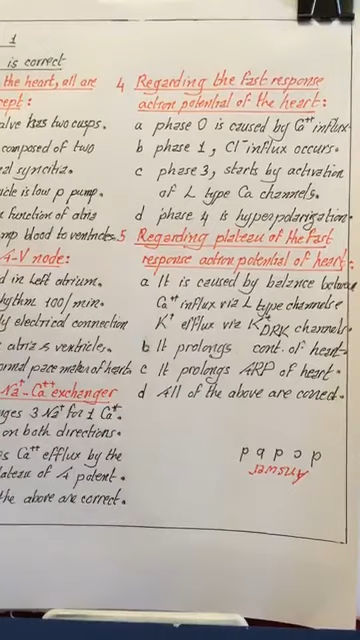 1
is correct
the heart, all are
cept:
alve has two cusps.
composed of two
al syncitia.
cle is low p pump.
n function of atria
mp blood to ventricles.
A-V node:
d in left atrium.
hythm 100/min.
ly electrical connection
atria & ventricles.
ormal pace maker of heart.
Na+-Ca++ exchanger
nges 3 Na+ for 1 Ca++.
on both directions.
s Ca++ efflux by the
lateau of A potent.
the above are correct.
4 Regarding the fast response
action potential of the heart:
a phase 0 is caused by Ca++ influx
b phase 1, Cl- influx occurs.
c phase 3, starts by activation
of L type Ca channels.
d phase 4 is hyperpolarization.
5 Regarding plateau of the fast
response action potential of heart:
a It is caused by balance between
Ca++ influx via L type channels &
K+ efflux via K+ DRK channels.
b It prolongs cont. of heart.
c It prolongs ARP of heart.
d All of the above are correct.
Answer
d c d a b d